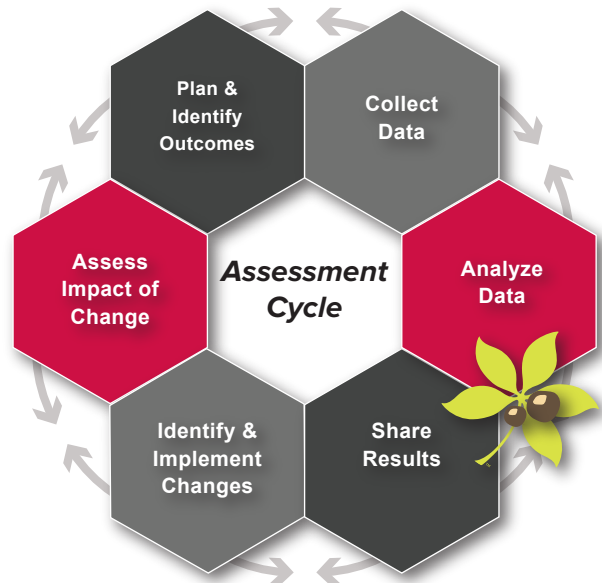 Plan &
Identify
Outcomes
Collect
Data
Assess
Impact of
Change
Assessment
Cycle
Analyze
Data
Identify &
Implement
Changes
Share
Results